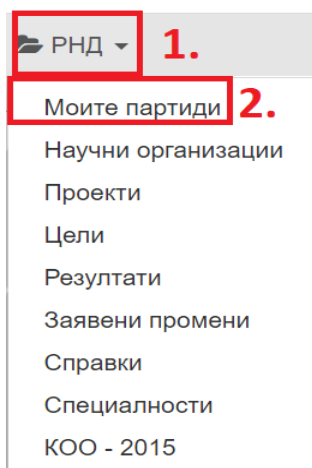 РНД 1.
Моите партиди 2.
Научни организации
Проекти
Цели
Резултати
Заявени промени
Справки
Специалности
КОО - 2015